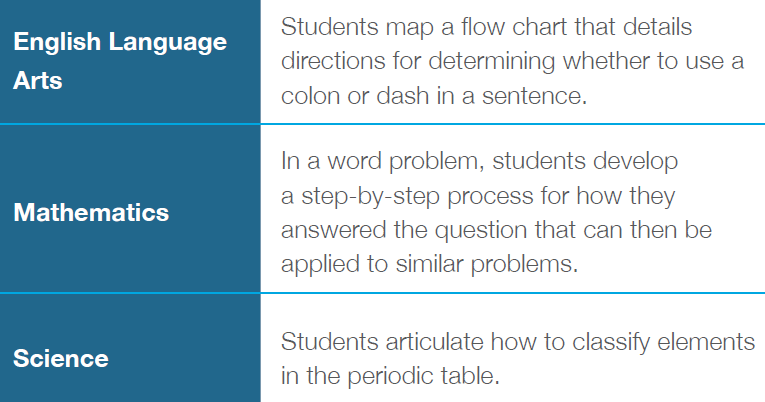 English Language
Arts
Students map a flow chart that details
directions for determining whether to use a
colon or dash in a sentence.
Mathematics
In a word problem, students develop
a step-by-step process for how they
answered the question that can then be
applied to similar problems.
Science
Students articulate how to classify elements
in the periodic table.